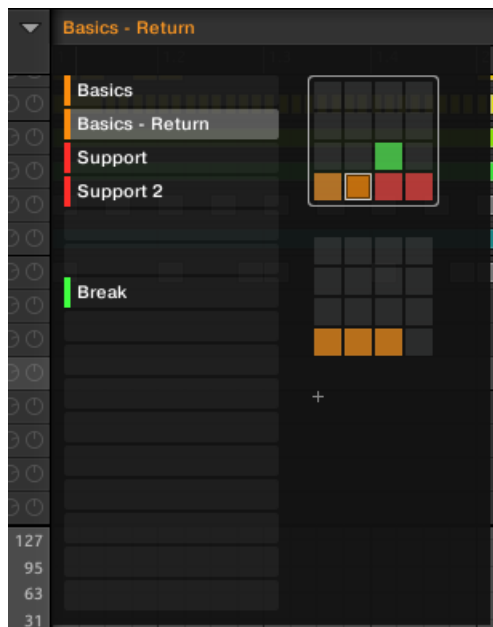 Basics - Return
Basics
Basics - Return
Support
Support 2
Break
+
127
95
63
31